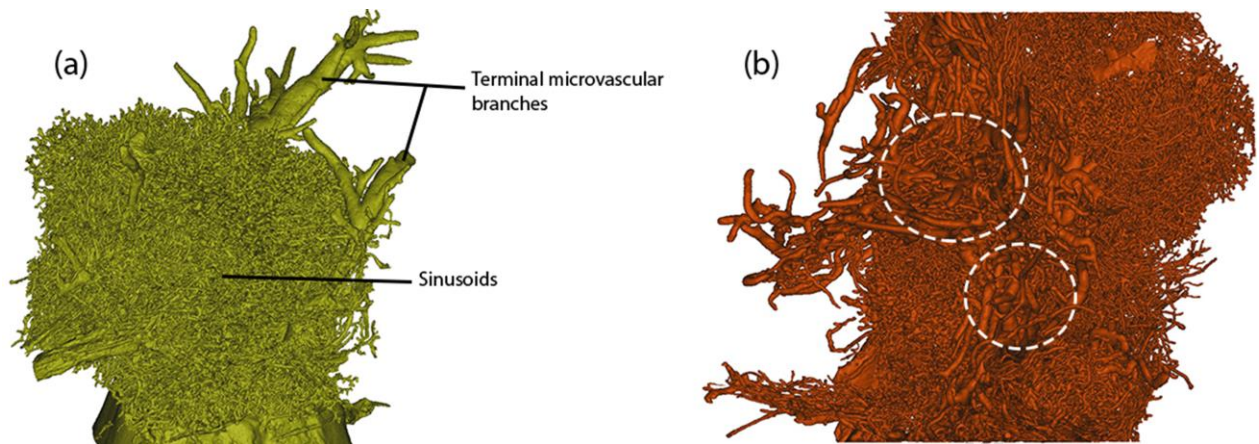 (a)
Terminal microvascular
branches
Sinusoids
(b)